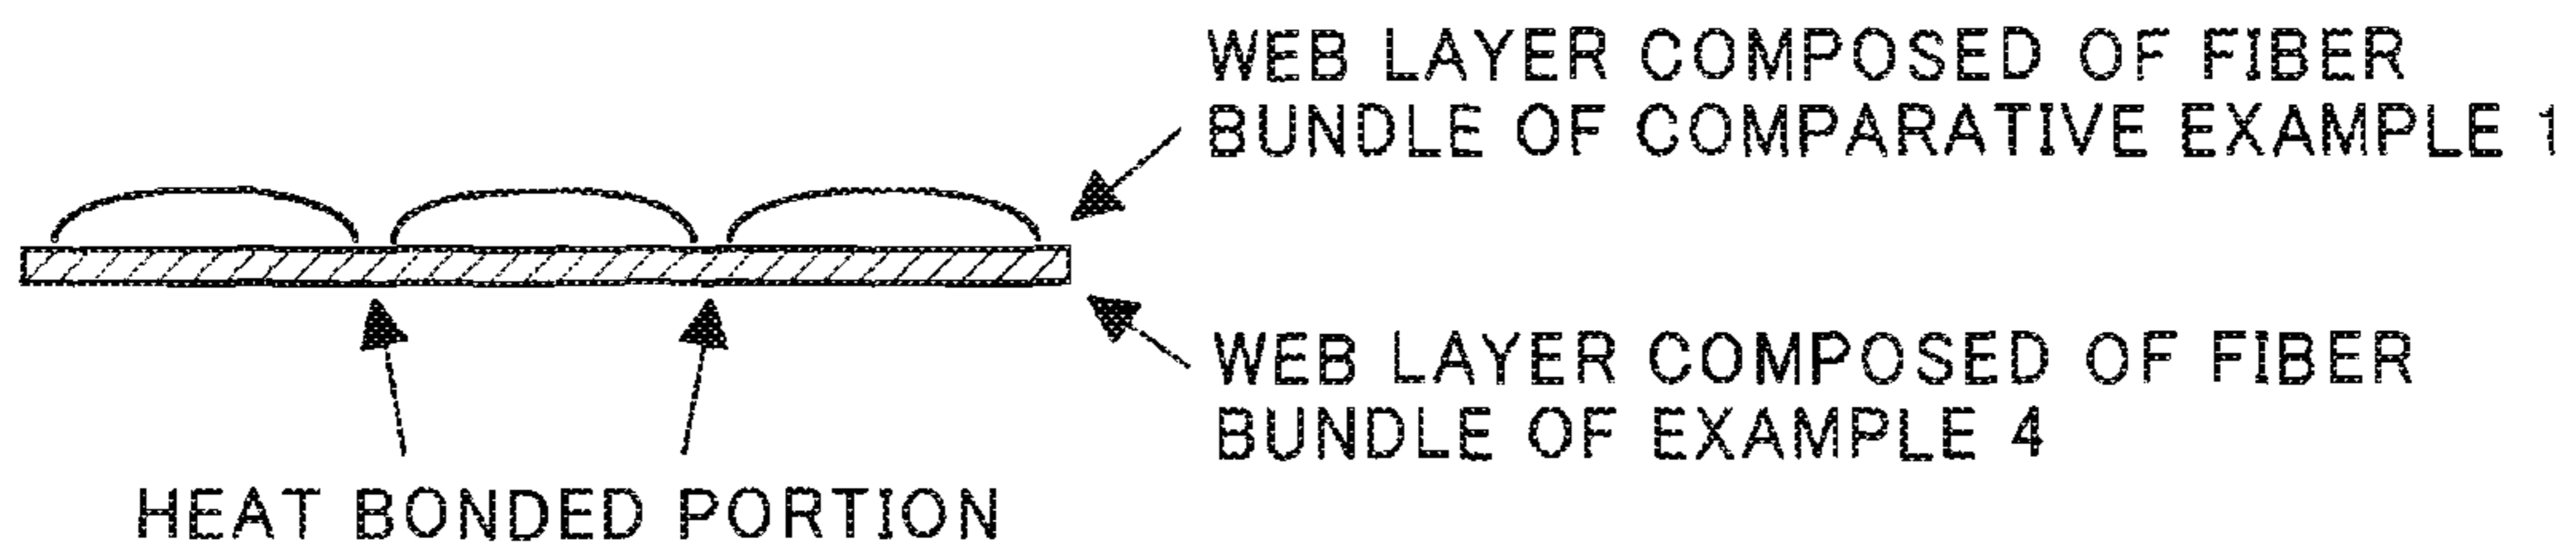 WEB LAYER COMPOSED OF FIBER
BUNDLE OF COMPARATIVE EXAMPLE 1
WEB LAYER COMPOSED OF FIBER
BUNDLE OF EXAMPLE 4
HEAT BONDED PORTION